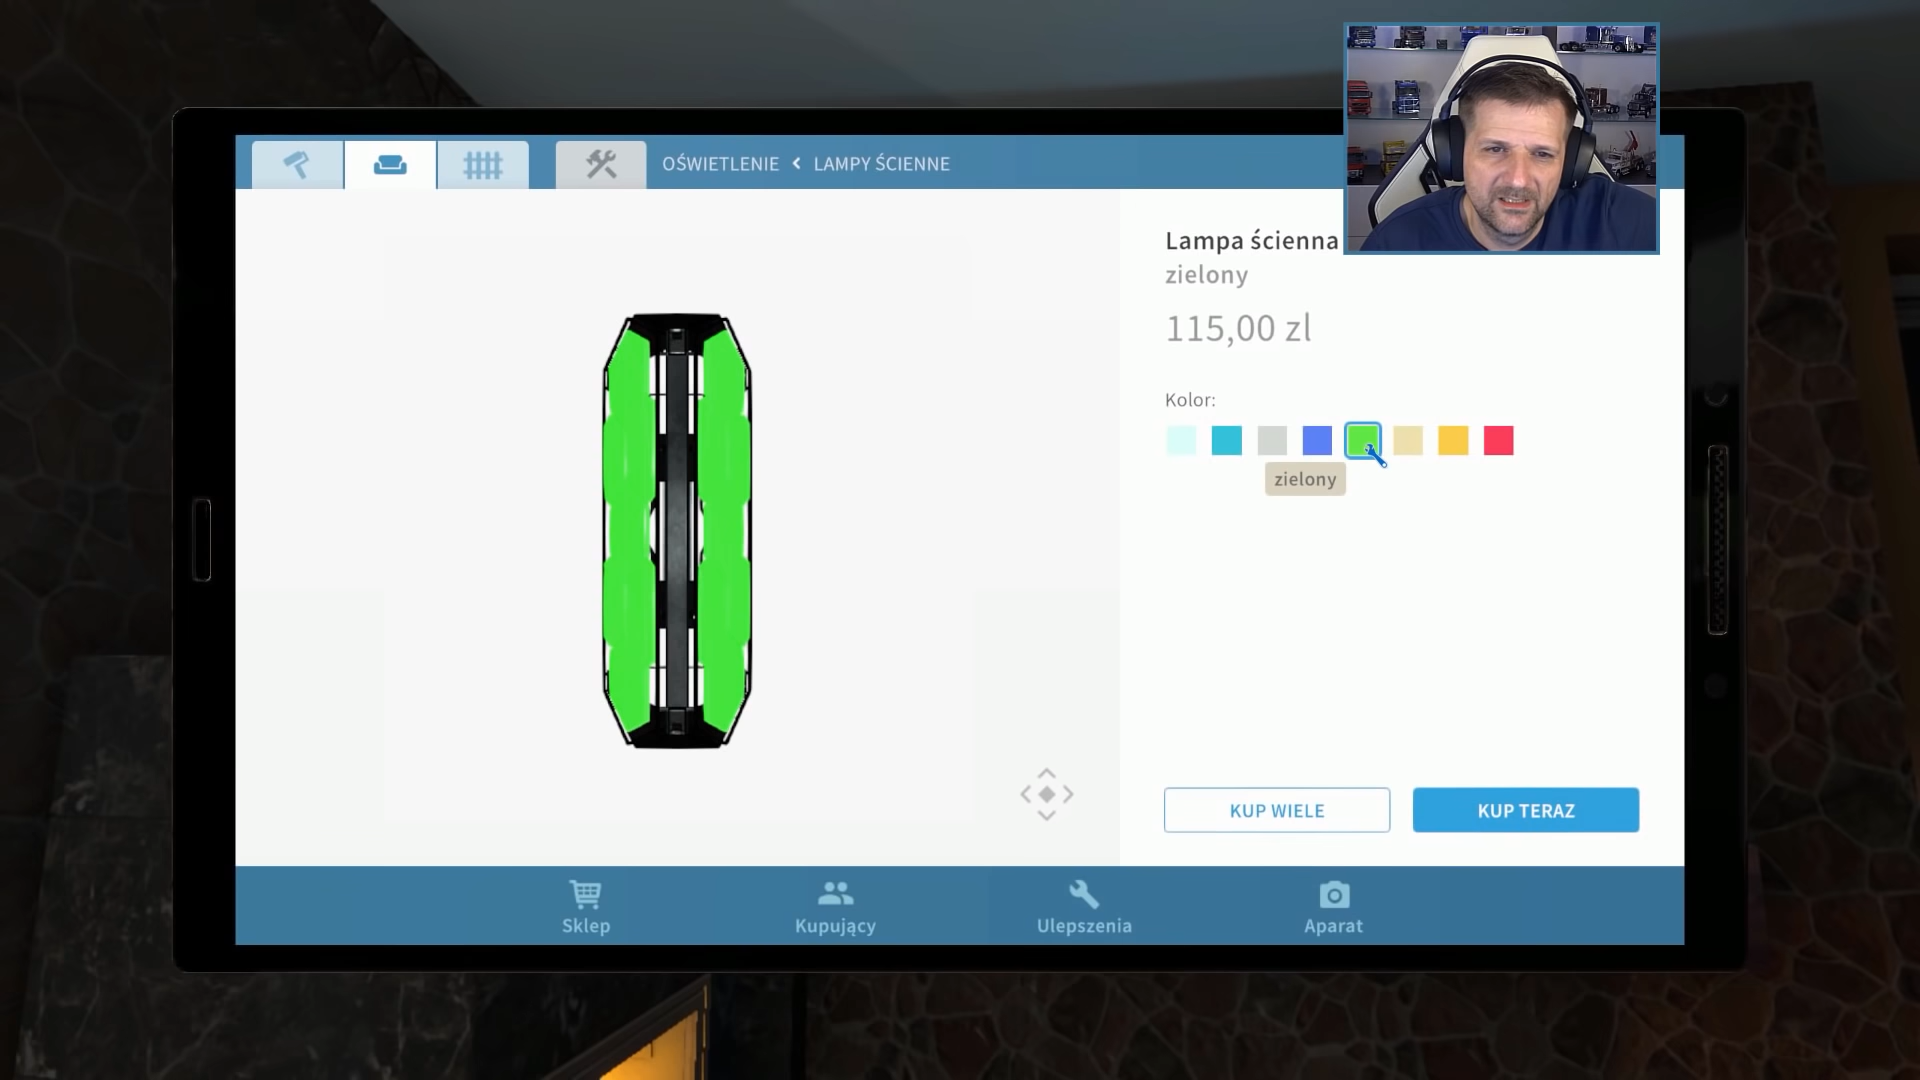 OŚWIETLENIE < LAMPY ŚCIENNE
Lampa ścienna
zielony
115,00 zl
Kolor:
zielony
KUP WIELE
KUP TERAZ
Sklep
Kupujący
Ulepszenia
Aparat